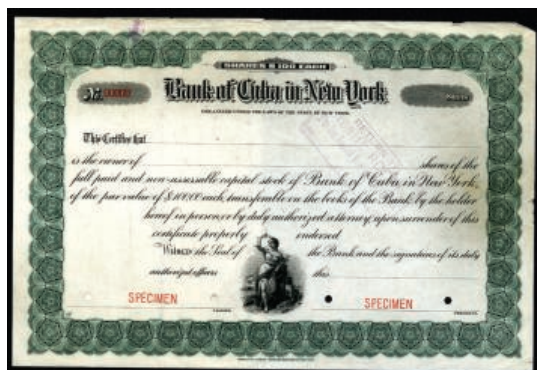 SHARES $100 EACH
No.
Bank of Cuba in New York
ORGANIZED UNDER THE LAWS OF THE STATE OF NEW YORK
This Certifies that
is the owner of shares of the
full paid and non-assessable capital stock of Bank of Cuba in New York,
of the par value of $100.00 each, transferable on the books of the Bank by the holder
hereof in person or by duly authorized attorney upon surrender of this
certificate properly endorsed
Witness the Seal of the Bank and the signatures of its duly
authorized officers this
SPECIMEN SPECIMEN
CASHIER PRESIDENT